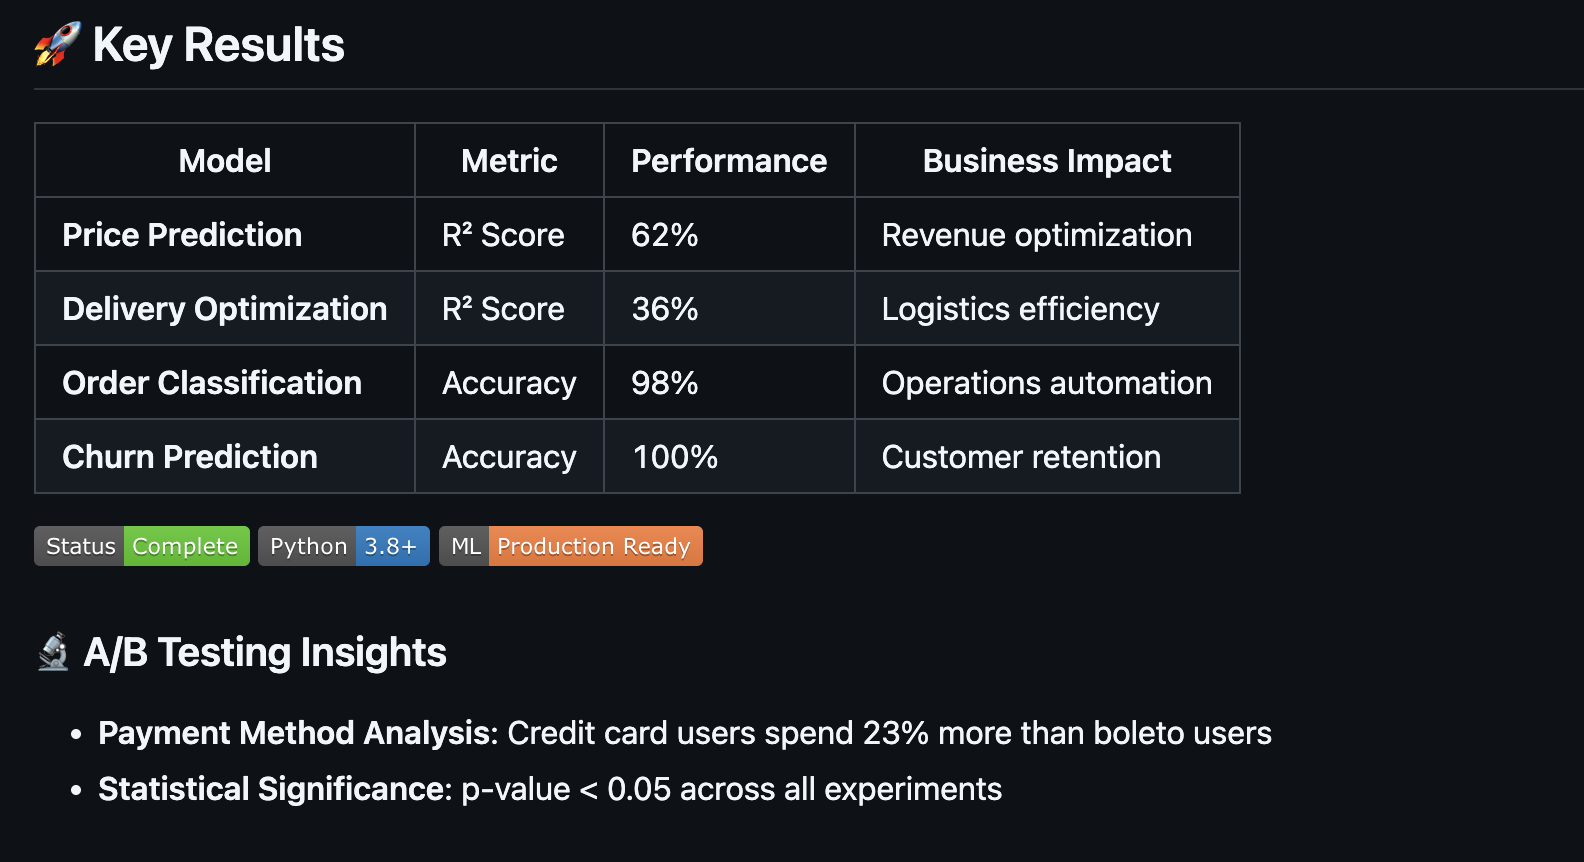 🚀 Key Results
Model Metric Performance Business Impact
Price Prediction R² Score 62% Revenue optimization
Delivery Optimization R² Score 36% Logistics efficiency
Order Classification Accuracy 98% Operations automation
Churn Prediction Accuracy 100% Customer retention
Status Complete Python 3.8+ ML Production Ready
🔬 A/B Testing Insights
• Payment Method Analysis: Credit card users spend 23% more than boleto users
• Statistical Significance: p-value < 0.05 across all experiments